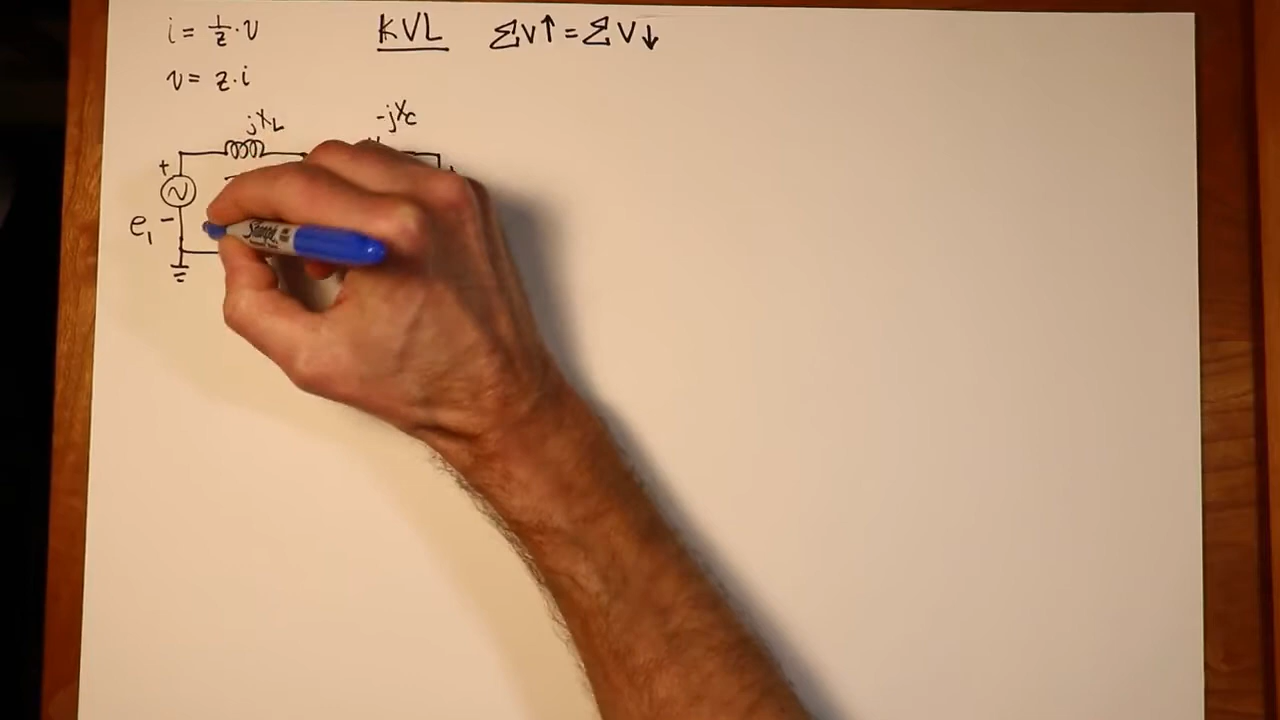 i = 1/z · v
KVL Σv↑ = Σv↓
v = z · i
jXL
-jXC
+
e1 -
Sharpie